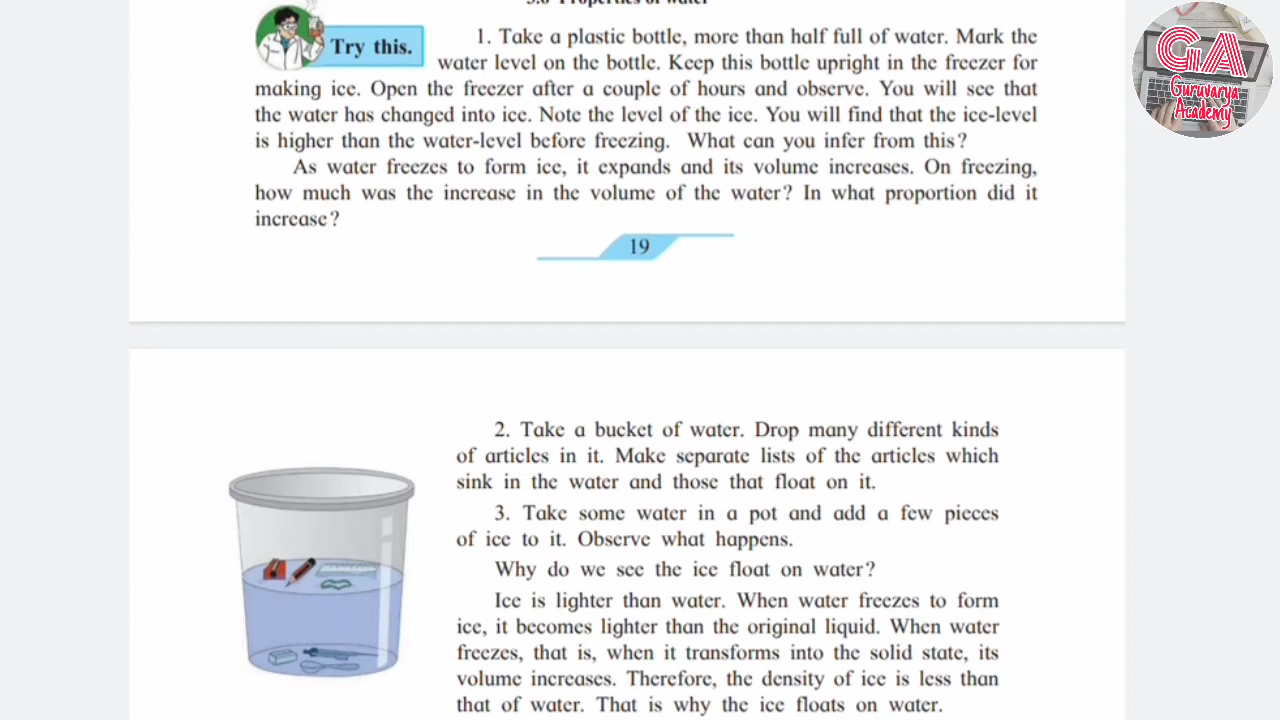 3.6 Properties of water
GA
Guruvarya
Academy
Try this.
1. Take a plastic bottle, more than half full of water. Mark the
water level on the bottle. Keep this bottle upright in the freezer for
making ice. Open the freezer after a couple of hours and observe. You will see that
the water has changed into ice. Note the level of the ice. You will find that the ice-level
is higher than the water-level before freezing. What can you infer from this?
As water freezes to form ice, it expands and its volume increases. On freezing,
how much was the increase in the volume of the water? In what proportion did it
increase?
19
2. Take a bucket of water. Drop many different kinds
of articles in it. Make separate lists of the articles which
sink in the water and those that float on it.
3. Take some water in a pot and add a few pieces
of ice to it. Observe what happens.
Why do we see the ice float on water?
Ice is lighter than water. When water freezes to form
ice, it becomes lighter than the original liquid. When water
freezes, that is, when it transforms into the solid state, its
volume increases. Therefore, the density of ice is less than
that of water. That is why the ice floats on water.